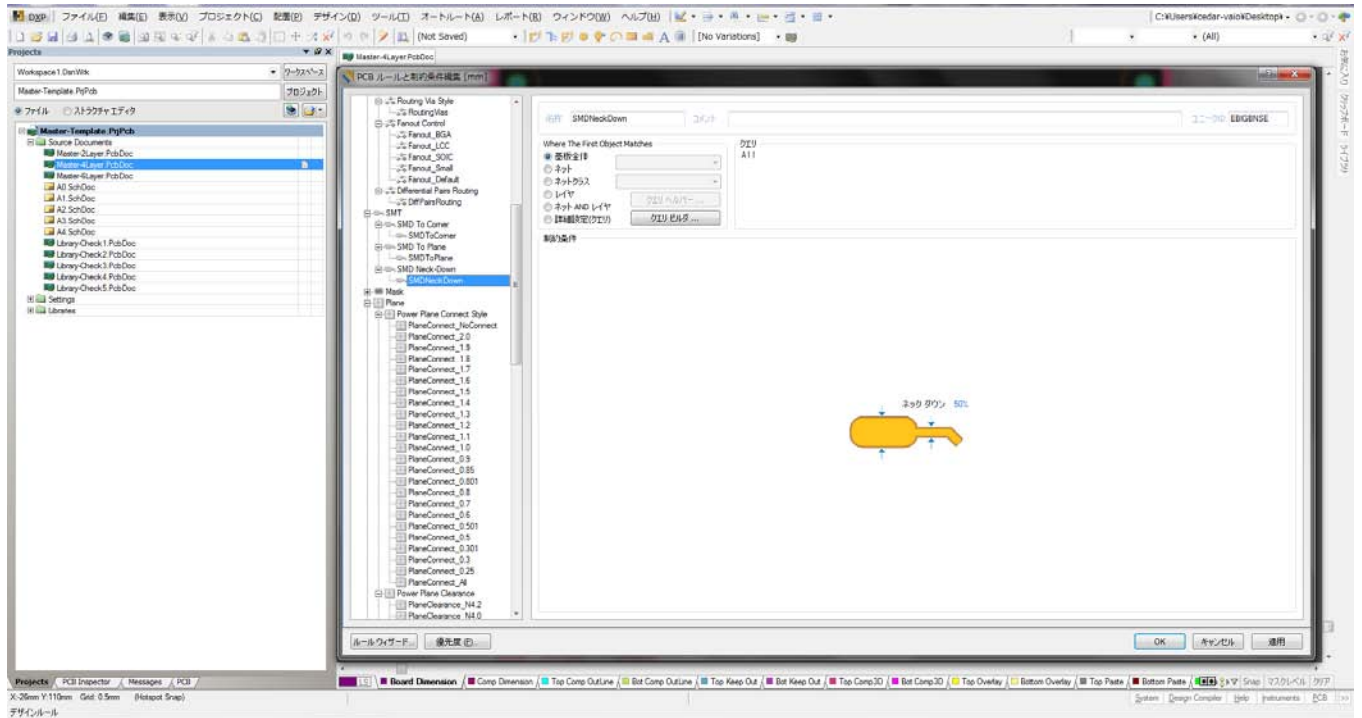 DXP ファイル(F) 編集(E) 表示(V) プロジェクト(C) 配置(P) デザイン(D) ツール(T) オートルート(A) レポート(R) ウィンドウ(W) ヘルプ(H)
(Not Saved) [No Variations] (All)
Projects
Master-4Layer.PcbDoc
Workspace1.DsnWrk
ワークスペース
Master-Template.PrjPcb
プロジェクト
ファイル ストラクチャエディタ
Master-Template.PrjPcb
Source Documents
Master-2Layer.PcbDoc
Master-4Layer.PcbDoc
Master-6Layer.PcbDoc
A0.SchDoc
A1.SchDoc
A2.SchDoc
A3.SchDoc
A4.SchDoc
Library-Check1.PcbDoc
Library-Check2.PcbDoc
Library-Check3.PcbDoc
Library-Check4.PcbDoc
Library-Check5.PcbDoc
Settings
Libraries
PCB ルールと制約条件編集 [mm]
Routing Via Style
RoutingVias
Fanout Control
Fanout_BGA
Fanout_LCC
Fanout_SOIC
Fanout_Small
Fanout_Default
Differential Pairs Routing
DiffPairsRouting
SMT
SMD To Corner
SMDToCorner
SMD To Plane
SMDToPlane
SMD Neck-Down
SMDNeckDown
Mask
Plane
Power Plane Connect Style
PlaneConnect_NoConnect
PlaneConnect_2.0
PlaneConnect_1.9
PlaneConnect_1.8
PlaneConnect_1.7
PlaneConnect_1.6
PlaneConnect_1.5
PlaneConnect_1.4
PlaneConnect_1.3
PlaneConnect_1.2
PlaneConnect_1.1
PlaneConnect_1.0
PlaneConnect_0.9
PlaneConnect_0.85
PlaneConnect_0.801
PlaneConnect_0.8
PlaneConnect_0.7
PlaneConnect_0.6
PlaneConnect_0.501
PlaneConnect_0.5
PlaneConnect_0.301
PlaneConnect_0.3
PlaneConnect_0.25
PlaneConnect_All
Power Plane Clearance
PlaneClearance_N4.2
PlaneClearance_N4.0
名前 SMDNeckDown コメント ユニークID EBIGBNSE
Where The First Object Matches
基板全体
ネット
ネットクラス
レイヤ
ネット AND レイヤ
詳細設定(クエリ)
クエリ ヘルパー ...
クエリ ビルダ ...
クエリ
All
制約条件
ネック ダウン 50%
ルール ウィザード... 優先度 (P)... OK キャンセル 適用
お気に入り クリップボード ライブラリ
Projects PCB Inspector Messages PCB
LS Board Dimension Comp Dimension Top Comp OutLine Bot Comp OutLine Top Keep Out Bot Keep Out Top Comp3D Bot Comp3D Top Overlay Bottom Overlay Top Paste Bottom Paste Snap マスクレベル クリア
X:-26mm Y:110mm Grid: 0.5mm (Hotspot Snap)
System Design Compiler Help Instruments PCB
デザインルール